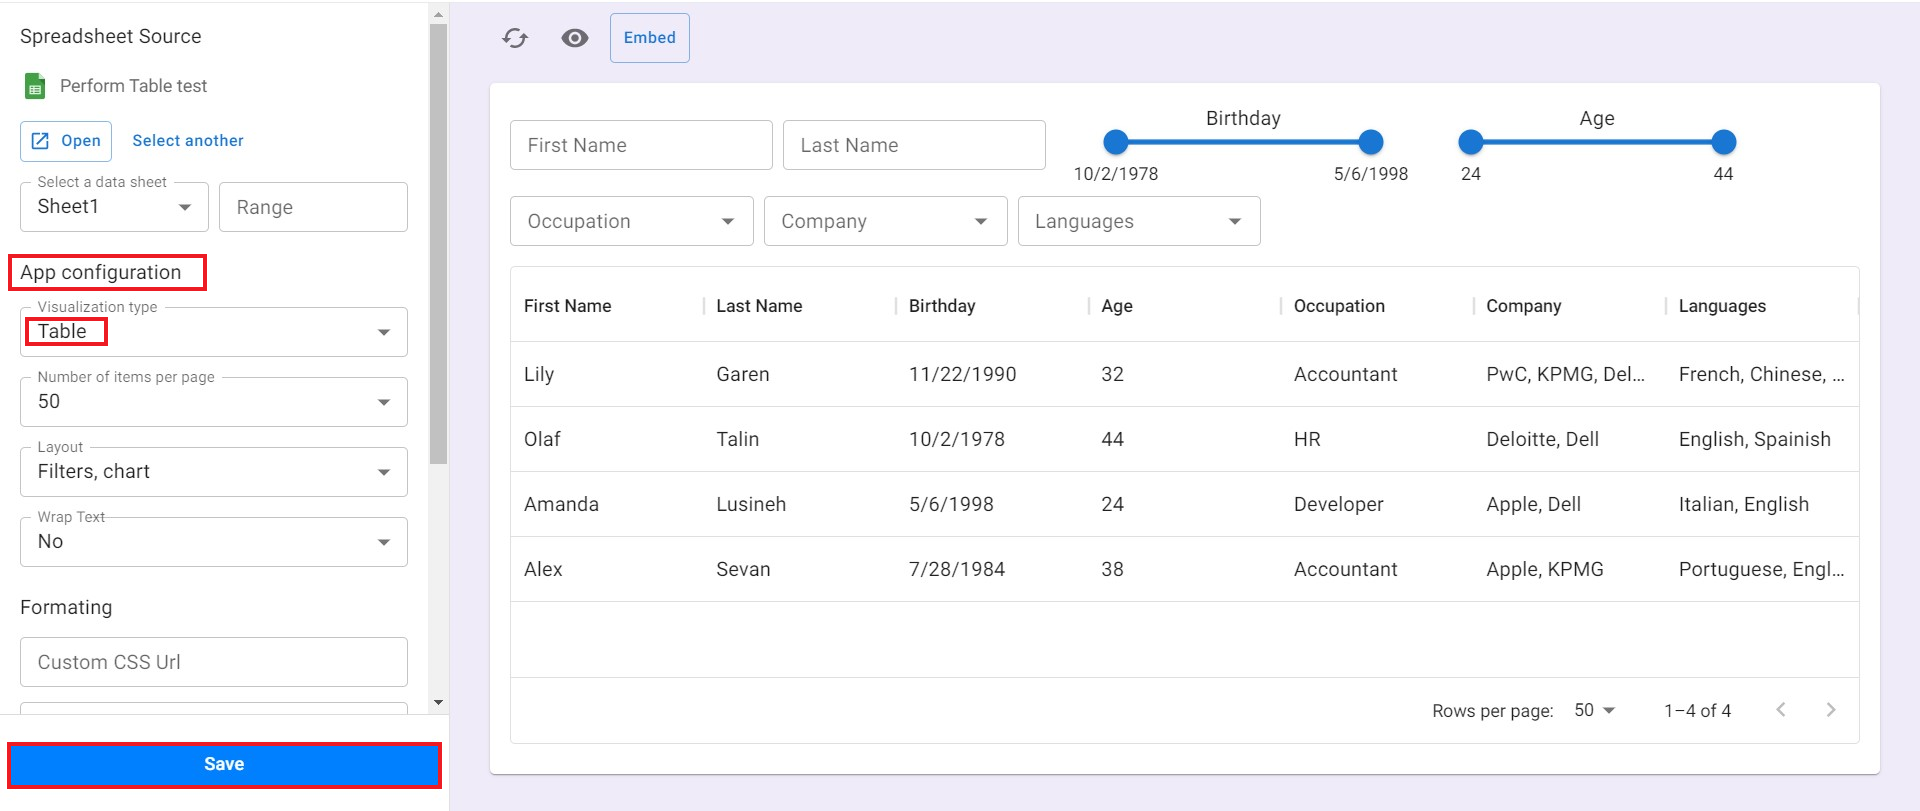 Spreadsheet Source
Perform Table test
Open Select another
Select a data sheet
Sheet1
Range
App configuration
Visualization type
Table
Number of items per page
50
Layout
Filters, chart
Wrap Text
No
Formating
Custom CSS Url
Save
Embed
First Name Last Name
Birthday
10/2/1978 5/6/1998
Age
24 44
Occupation Company Languages
First Name Last Name Birthday Age Occupation Company Languages
Lily Garen 11/22/1990 32 Accountant PwC, KPMG, Del... French, Chinese, ...
Olaf Talin 10/2/1978 44 HR Deloitte, Dell English, Spainish
Amanda Lusineh 5/6/1998 24 Developer Apple, Dell Italian, English
Alex Sevan 7/28/1984 38 Accountant Apple, KPMG Portuguese, Engl...
Rows per page: 50 1–4 of 4